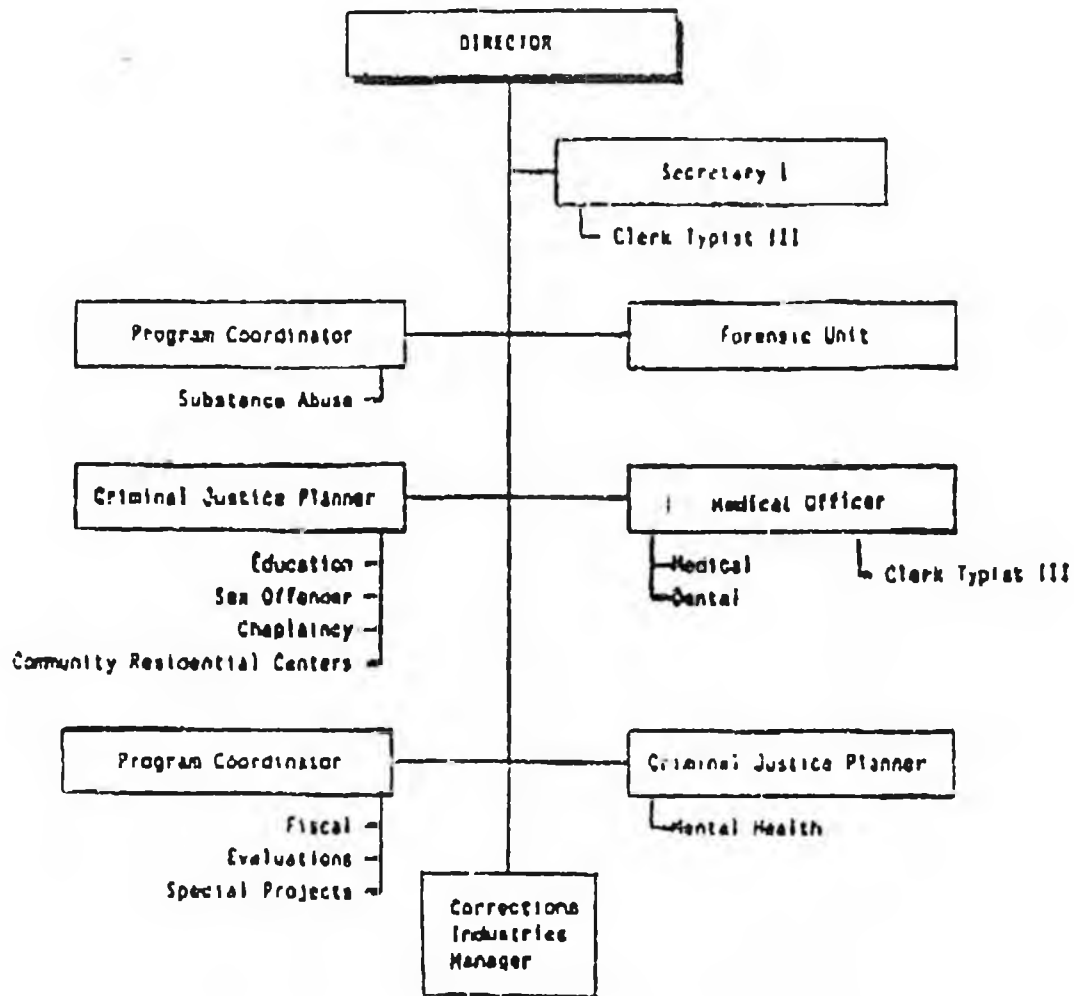 DIRECTOR
Secretary I
Clerk Typist III
Program Coordinator
Forensic Unit
Substance Abuse
Criminal Justice Planner
Medical Officer
Education
Sex Offender
Chaplaincy
Community Residential Centers
Medical
Dental
Clerk Typist III
Program Coordinator
Criminal Justice Planner
Fiscal
Evaluations
Special Projects
Mental Health
Corrections
Industries
Manager